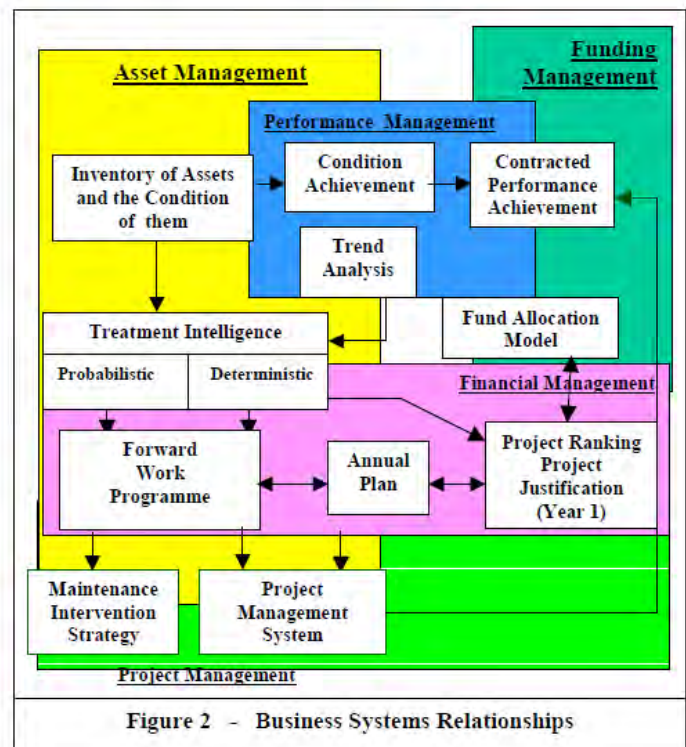 Funding
Management
Asset Management
Performance Management
Inventory of Assets
and the Condition
of them
Condition
Achievement
Contracted
Performance
Achievement
Trend
Analysis
Treatment Intelligence
Probabilistic
Deterministic
Fund Allocation
Model
Financial Management
Forward
Work
Programme
Annual
Plan
Project Ranking
Project
Justification
(Year 1)
Maintenance
Intervention
Strategy
Project
Management
System
Project Management
Figure 2 - Business Systems Relationships